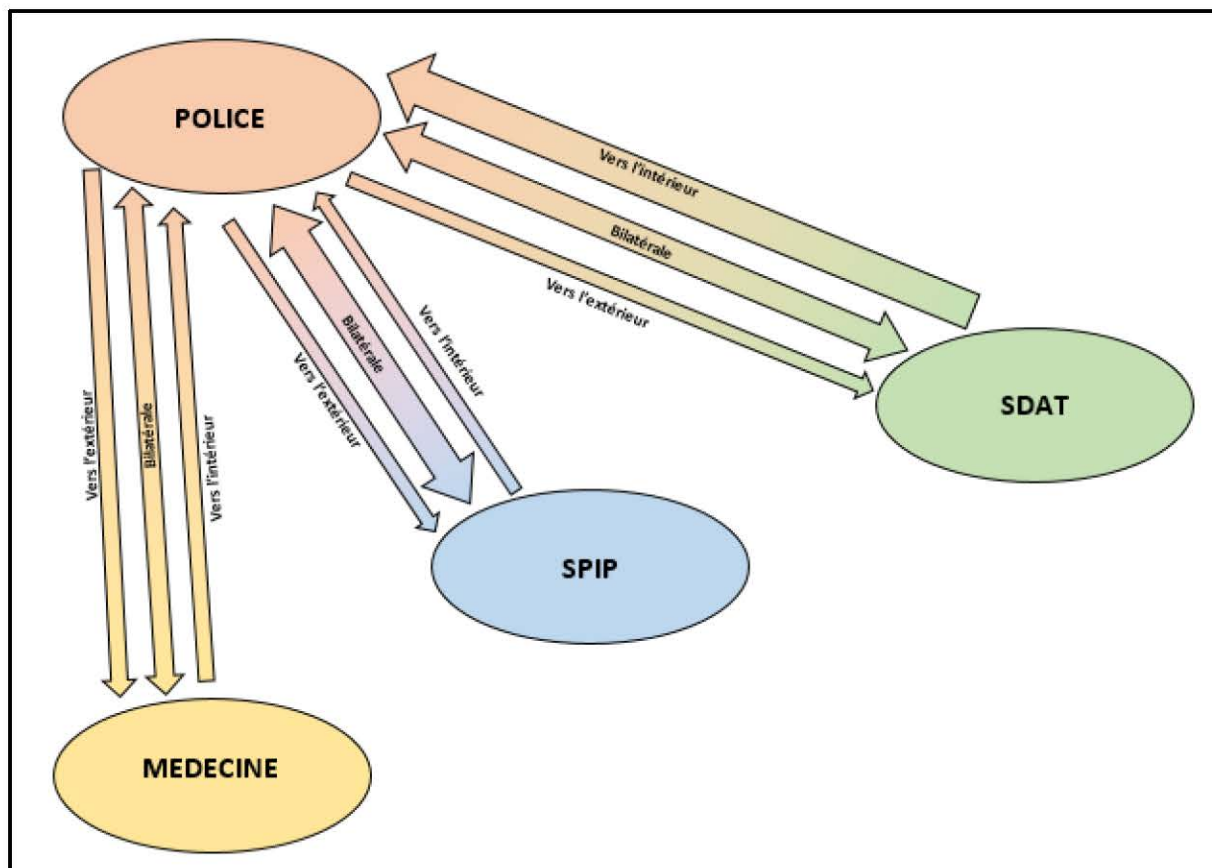 POLICE
Vers l'intérieur
Bilatérale
Vers l'extérieur
Vers l'extérieur
Bilatérale
Vers l'intérieur
Vers l'extérieur
Bilatérale
Vers l'intérieur
SDAT
SPIP
MEDECINE